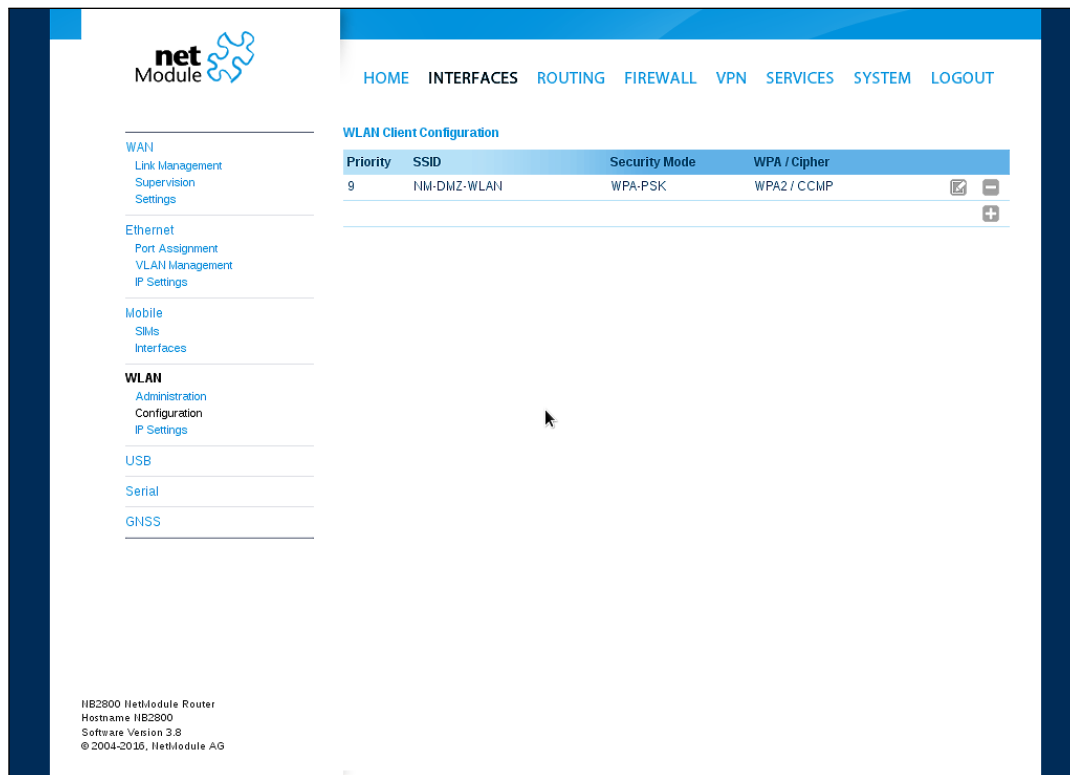 net
Module
HOME INTERFACES ROUTING FIREWALL VPN SERVICES SYSTEM LOGOUT
WAN
Link Management
Supervision
Settings
Ethernet
Port Assignment
VLAN Management
IP Settings
Mobile
SIMs
Interfaces
WLAN
Administration
Configuration
IP Settings
USB
Serial
GNSS
WLAN Client Configuration
Priority SSID Security Mode WPA / Cipher
9 NM-DMZ-WLAN WPA-PSK WPA2 / CCMP
NB2800 NetModule Router
Hostname NB2800
Software Version 3.8
© 2004-2016, NetModule AG